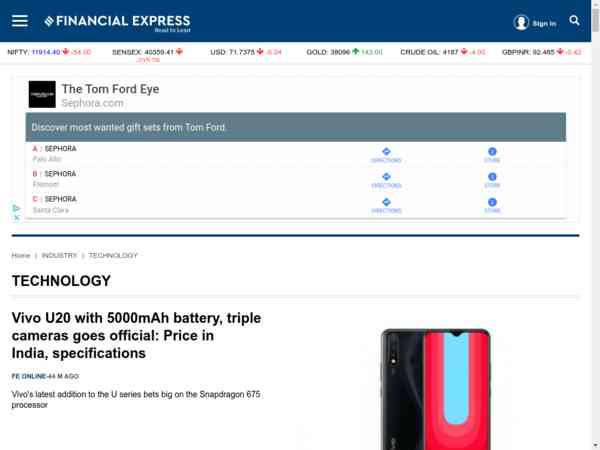 FINANCIAL EXPRESS
Read to Lead
Sign In
NIFTY: 11914.40 -54.00 SENSEX: 40359.41 USD: 71.7375 -0.04 GOLD: 38096 143.00 CRUDE OIL: 4187 -4.00 GBPINR: 92.485 -0.42
The Tom Ford Eye
Sephora.com
Discover most wanted gift sets from Tom Ford.
A : SEPHORA
Palo Alto
DIRECTIONS
STORE
B : SEPHORA
Fremont
DIRECTIONS
STORE
C : SEPHORA
Santa Clara
DIRECTIONS
STORE
Home | INDUSTRY | TECHNOLOGY
TECHNOLOGY
Vivo U20 with 5000mAh battery, triple
cameras goes official: Price in
India, specifications
FE ONLINE-44 M AGO
Vivo's latest addition to the U series bets big on the Snapdragon 675
processor